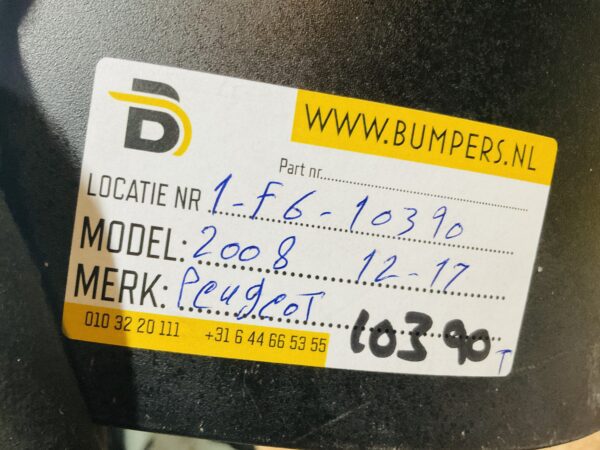 B
WWW.BUMPERS.NL
Part nr.
LOCATIE NR 1-F6-10390
MODEL: 2008 12-17
MERK: Peugeot
010 32 20 111 +31 6 44 66 53 55
10390 T